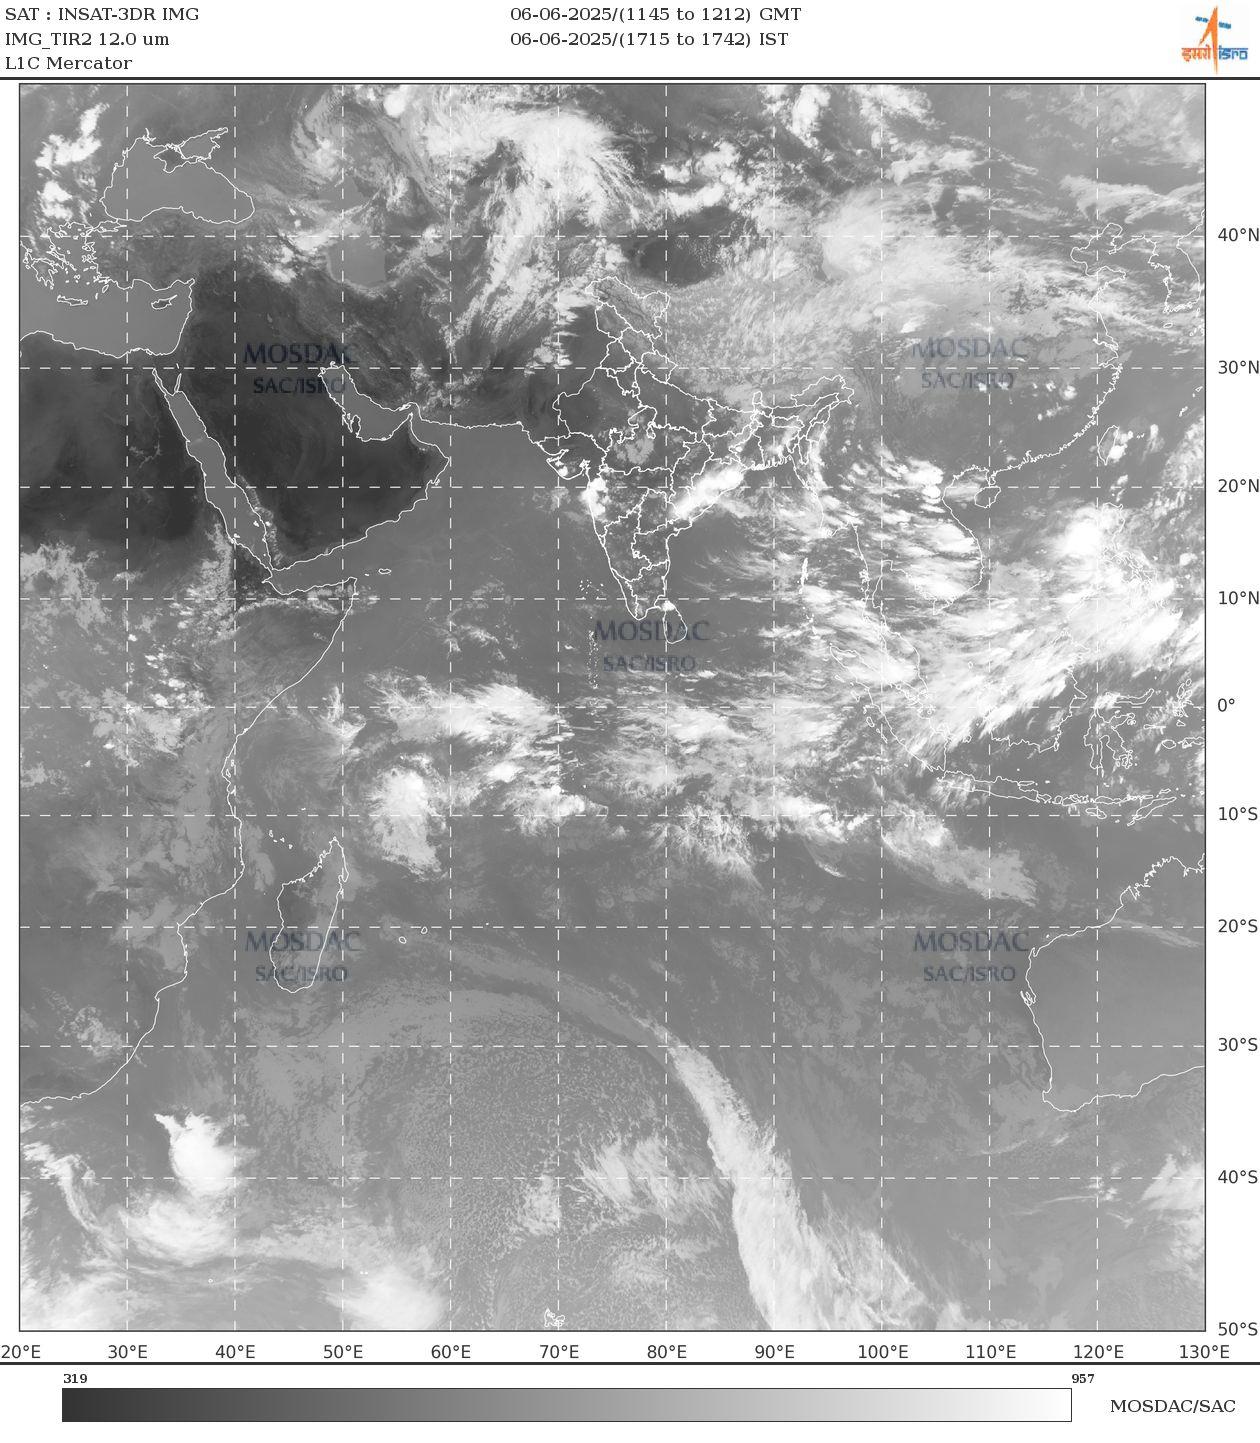 SAT : INSAT-3DR IMG
06-06-2025/(1145 to 1212) GMT
IMG_TIR2 12.0 um
06-06-2025/(1715 to 1742) IST
L1C Mercator
इसरो isro
40°N
MOSDAC
SAC/ISRO
MOSDAC
SAC/ISRO
30°N
20°N
10°N
MOSDAC
SAC/ISRO
0°
10°S
20°S
MOSDAC
SAC/ISRO
MOSDAC
SAC/ISRO
30°S
40°S
50°S
20°E 30°E 40°E 50°E 60°E 70°E 80°E 90°E 100°E 110°E 120°E 130°E
319
957
MOSDAC/SAC